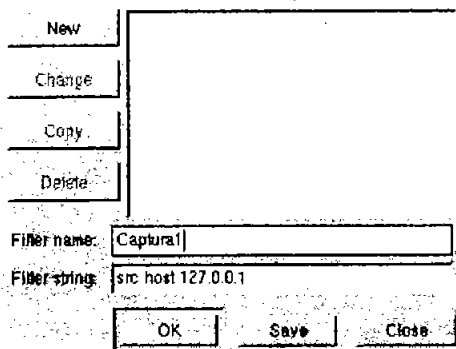 New
Change
Copy
Delete
Filter name: Captura1
Filter string: src host 127.0.0.1
OK Save Close